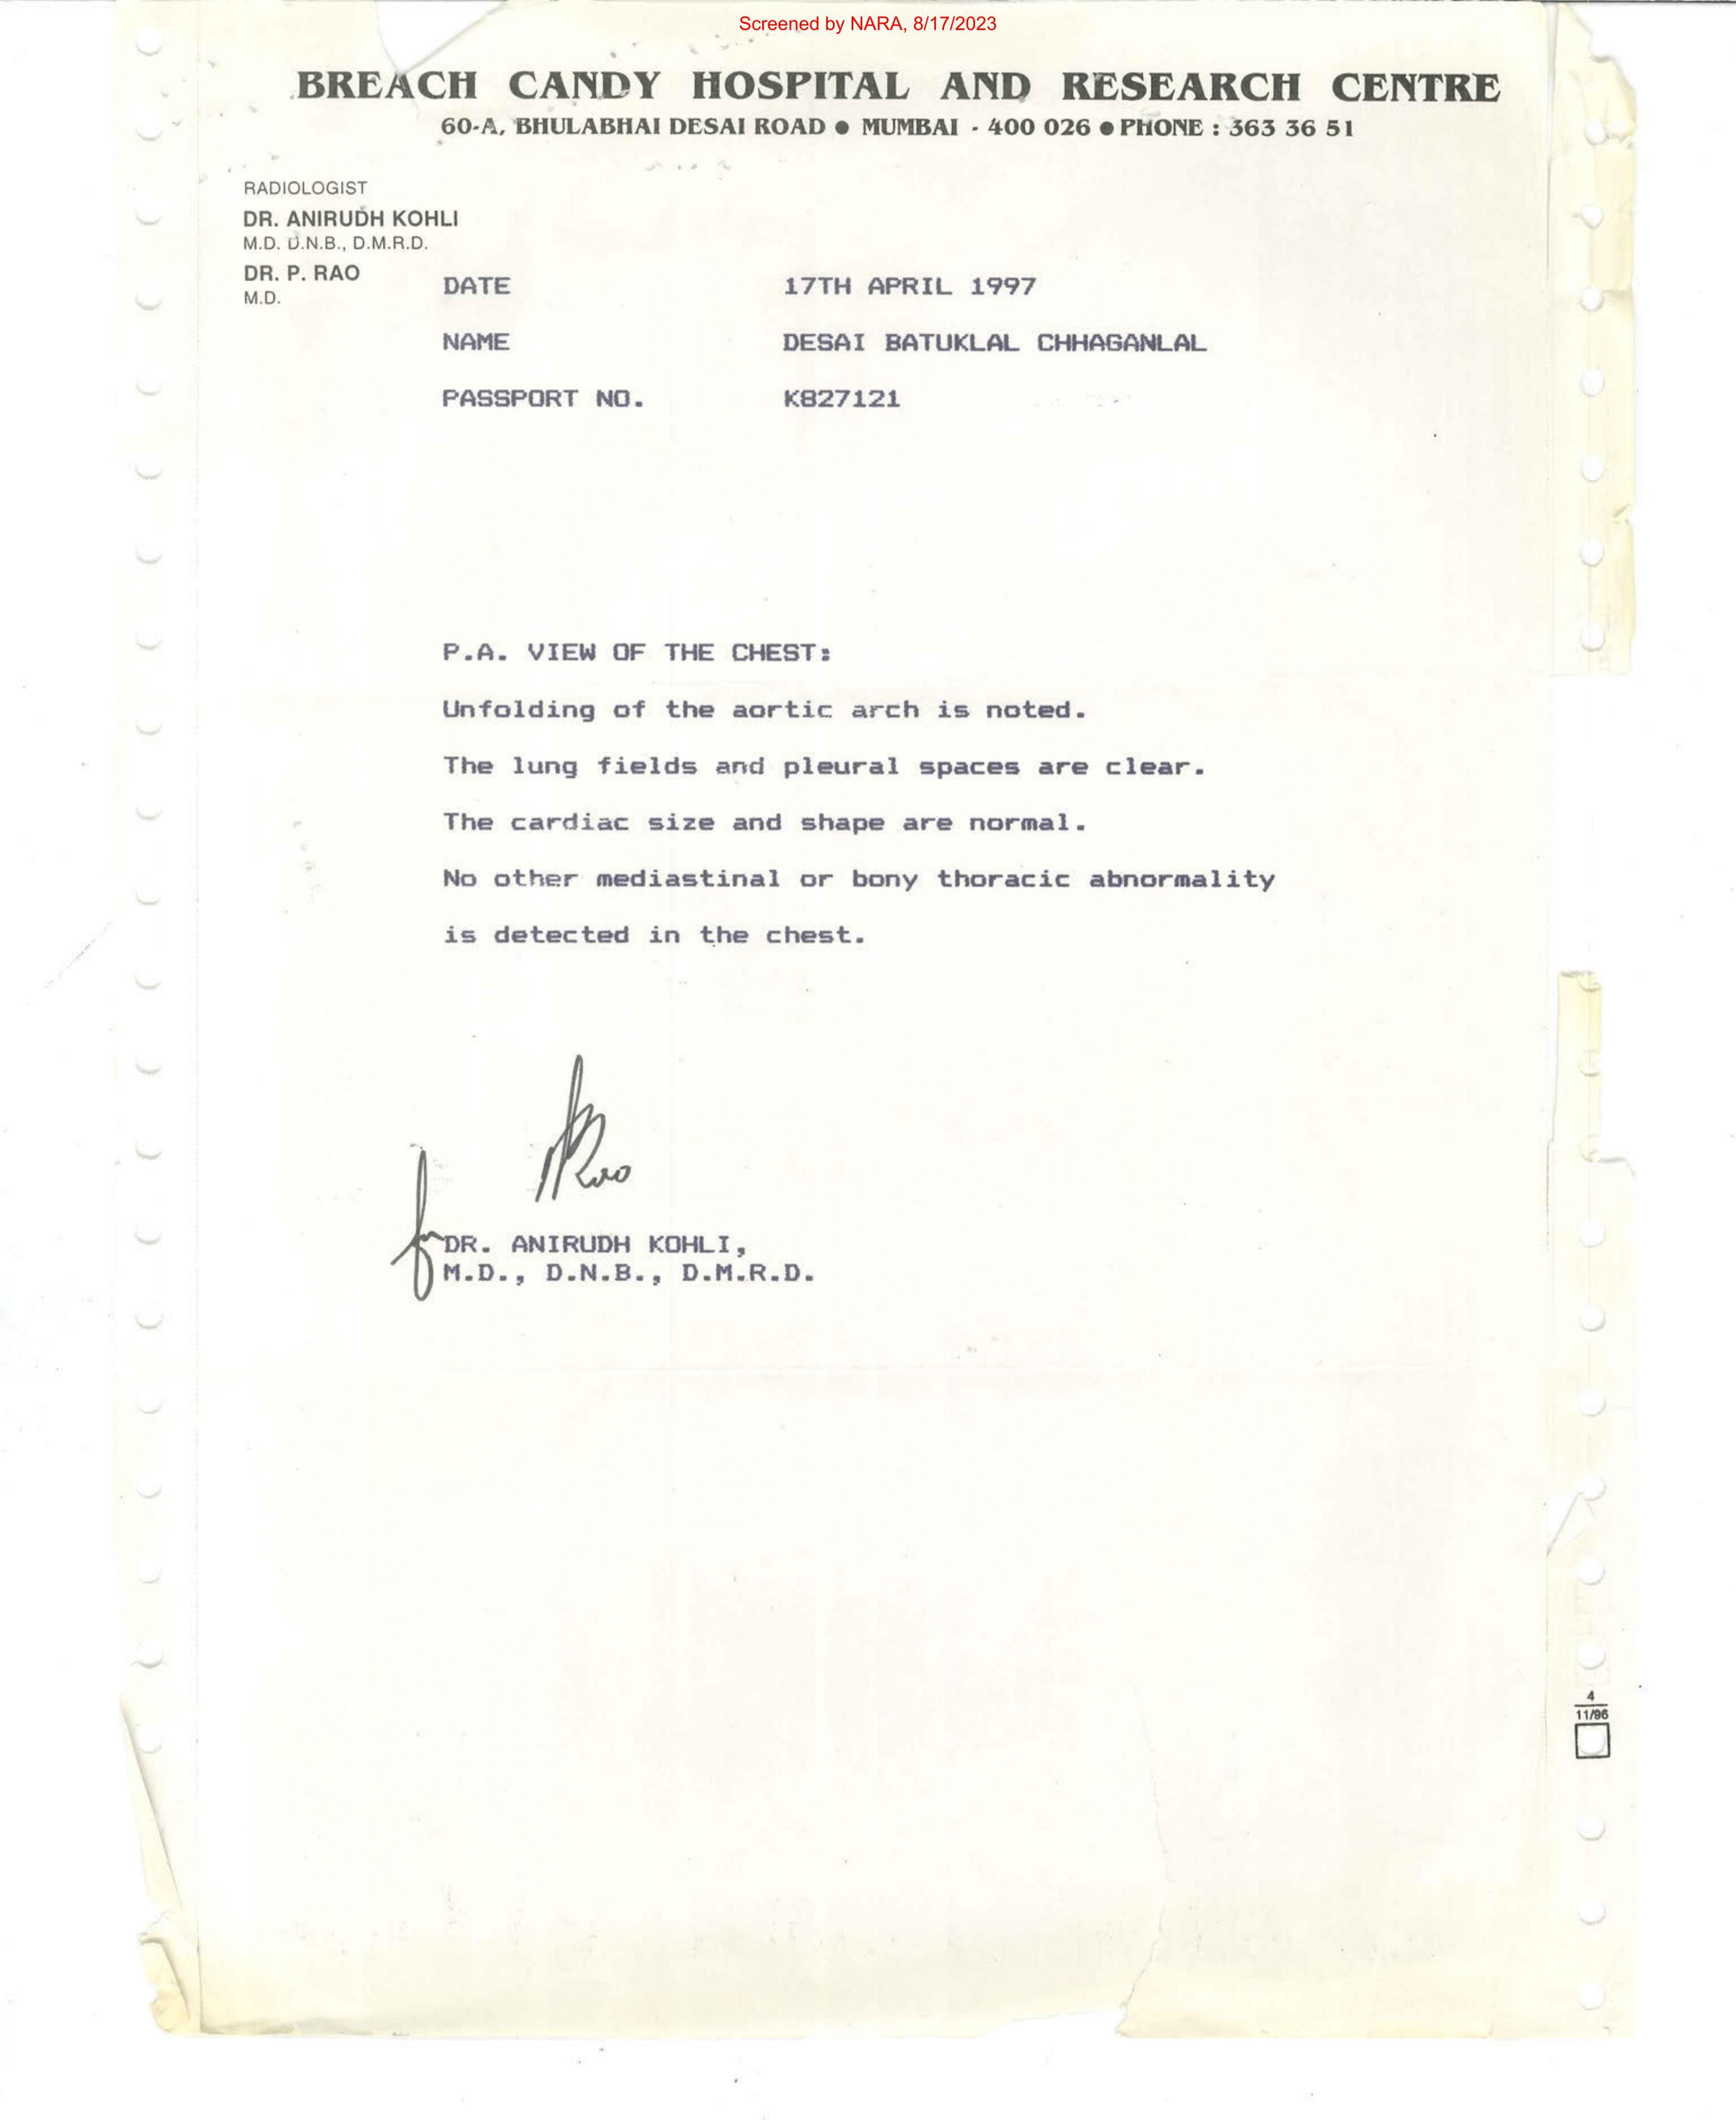 Screened by NARA, 8/17/2023
BREACH CANDY HOSPITAL AND RESEARCH CENTRE
60-A, BHULABHAI DESAI ROAD ● MUMBAI - 400 026 ● PHONE : 363 36 51
RADIOLOGIST
DR. ANIRUDH KOHLI
M.D. D.N.B., D.M.R.D.
DR. P. RAO
M.D.
DATE 17TH APRIL 1997
NAME DESAI BATUKLAL CHHAGANLAL
PASSPORT NO. K827121
P.A. VIEW OF THE CHEST:
Unfolding of the aortic arch is noted.
The lung fields and pleural spaces are clear.
The cardiac size and shape are normal.
No other mediastinal or bony thoracic abnormality
is detected in the chest.
Rao
for DR. ANIRUDH KOHLI,
M.D., D.N.B., D.M.R.D.
4
11/96